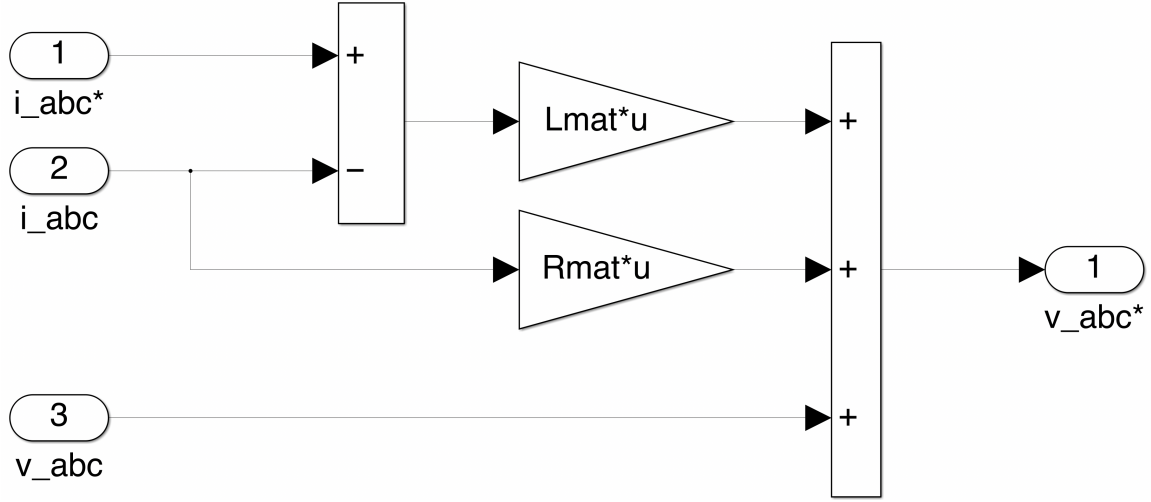 1
i_abc*
2
i_abc
3
v_abc
+
−
Lmat*u
Rmat*u
+
+
+
1
v_abc*